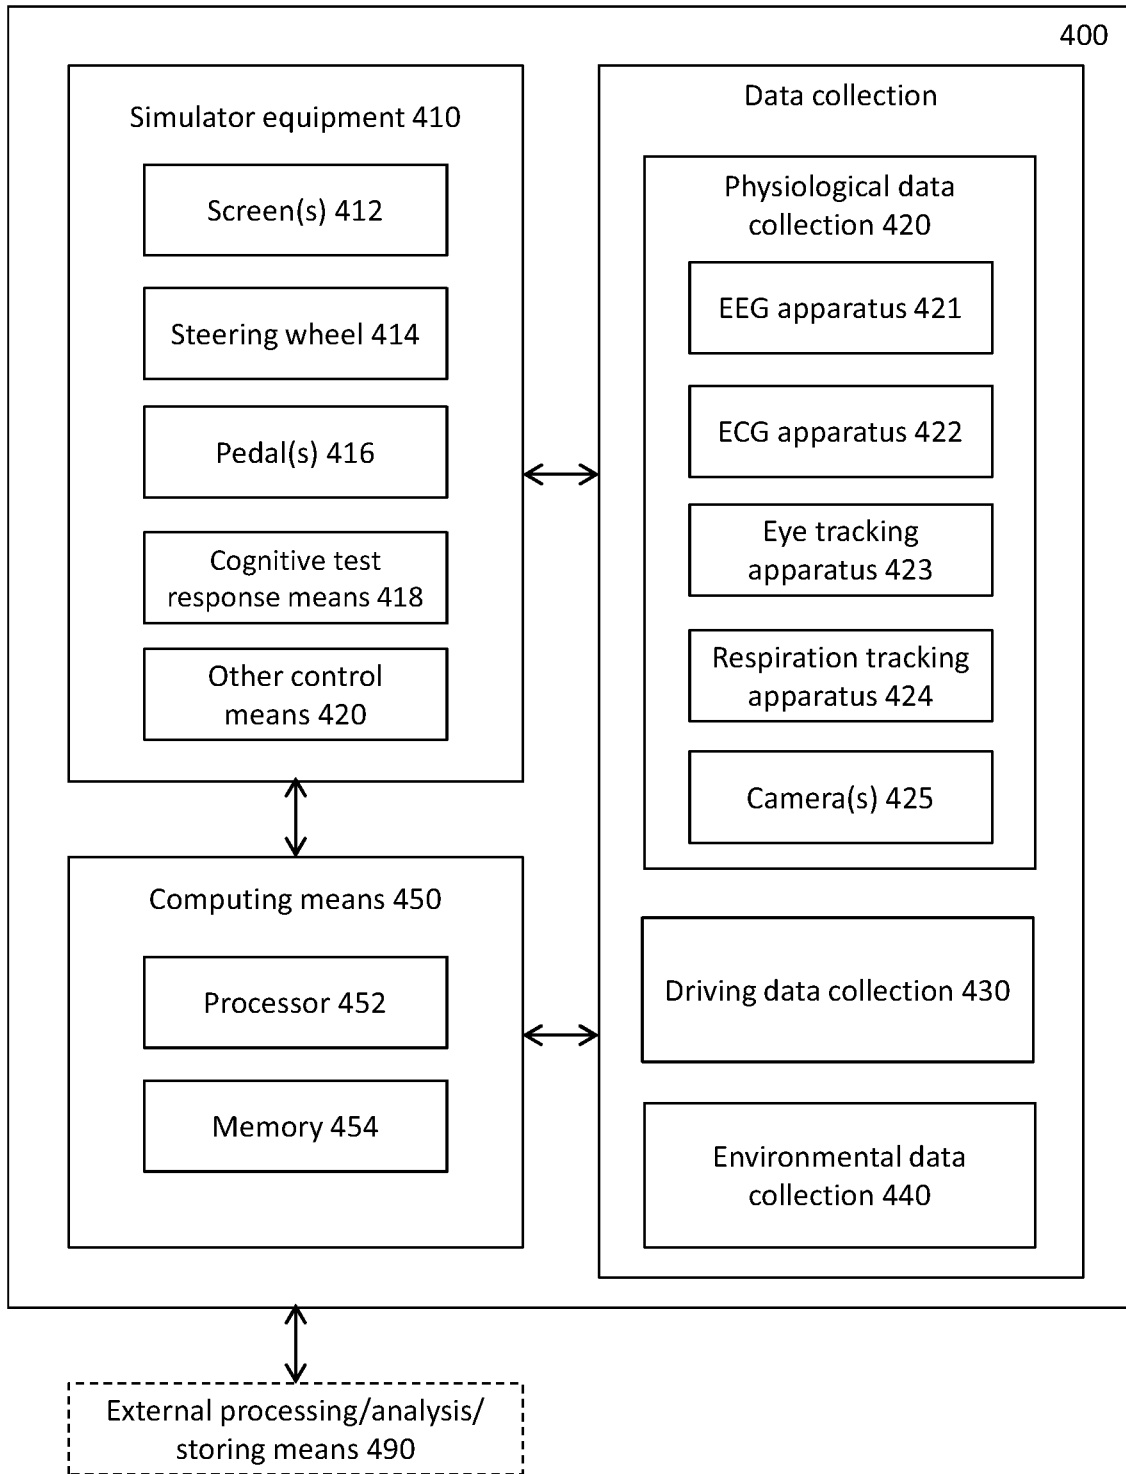 400
Simulator equipment 410
Screen(s) 412
Steering wheel 414
Pedal(s) 416
Cognitive test
response means 418
Other control
means 420
Data collection
Physiological data
collection 420
EEG apparatus 421
ECG apparatus 422
Eye tracking
apparatus 423
Respiration tracking
apparatus 424
Camera(s) 425
Driving data collection 430
Environmental data
collection 440
Computing means 450
Processor 452
Memory 454
External processing/analysis/
storing means 490